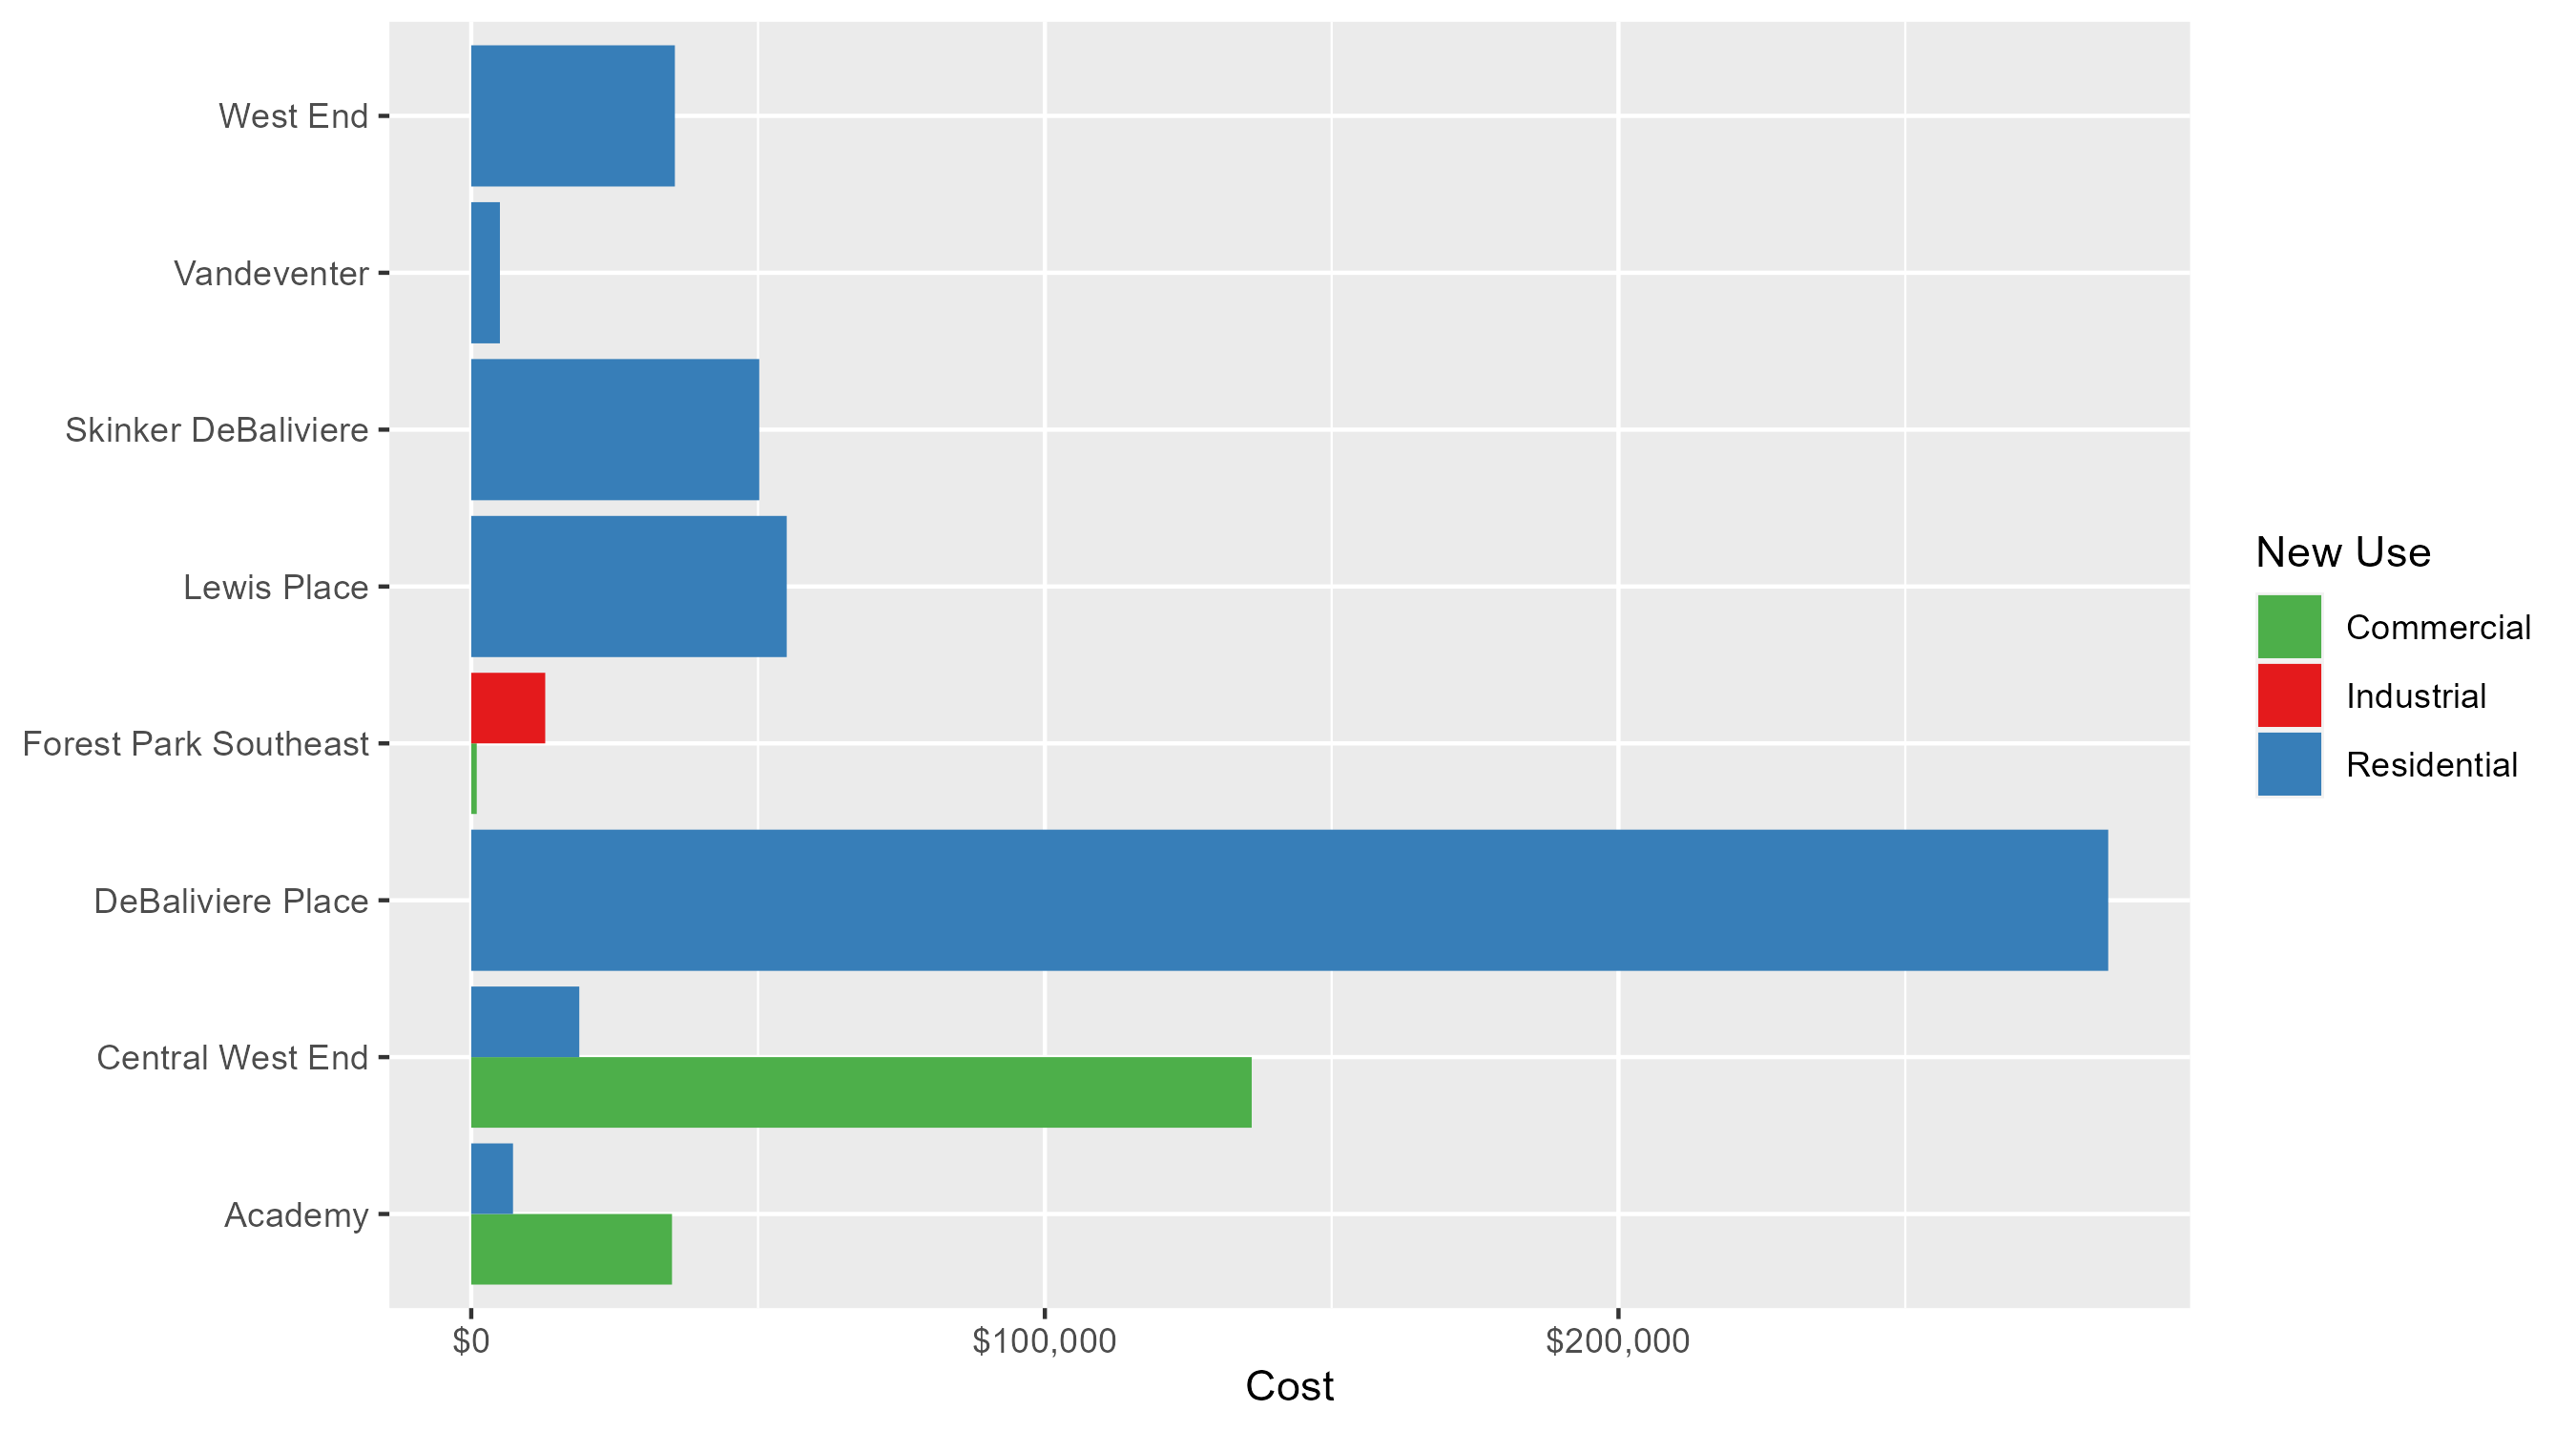 West End
Vandeventer
Skinker DeBaliviere
Lewis Place
Forest Park Southeast
DeBaliviere Place
Central West End
Academy
$0 $100,000 $200,000
Cost
New Use
Commercial
Industrial
Residential